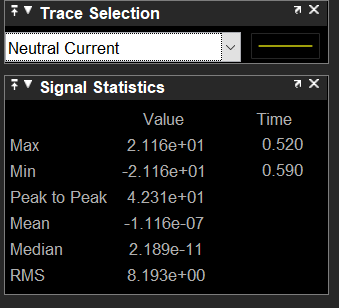 Trace Selection
Neutral Current
Signal Statistics
Value Time
Max 2.116e+01 0.520
Min -2.116e+01 0.590
Peak to Peak 4.231e+01
Mean -1.116e-07
Median 2.189e-11
RMS 8.193e+00